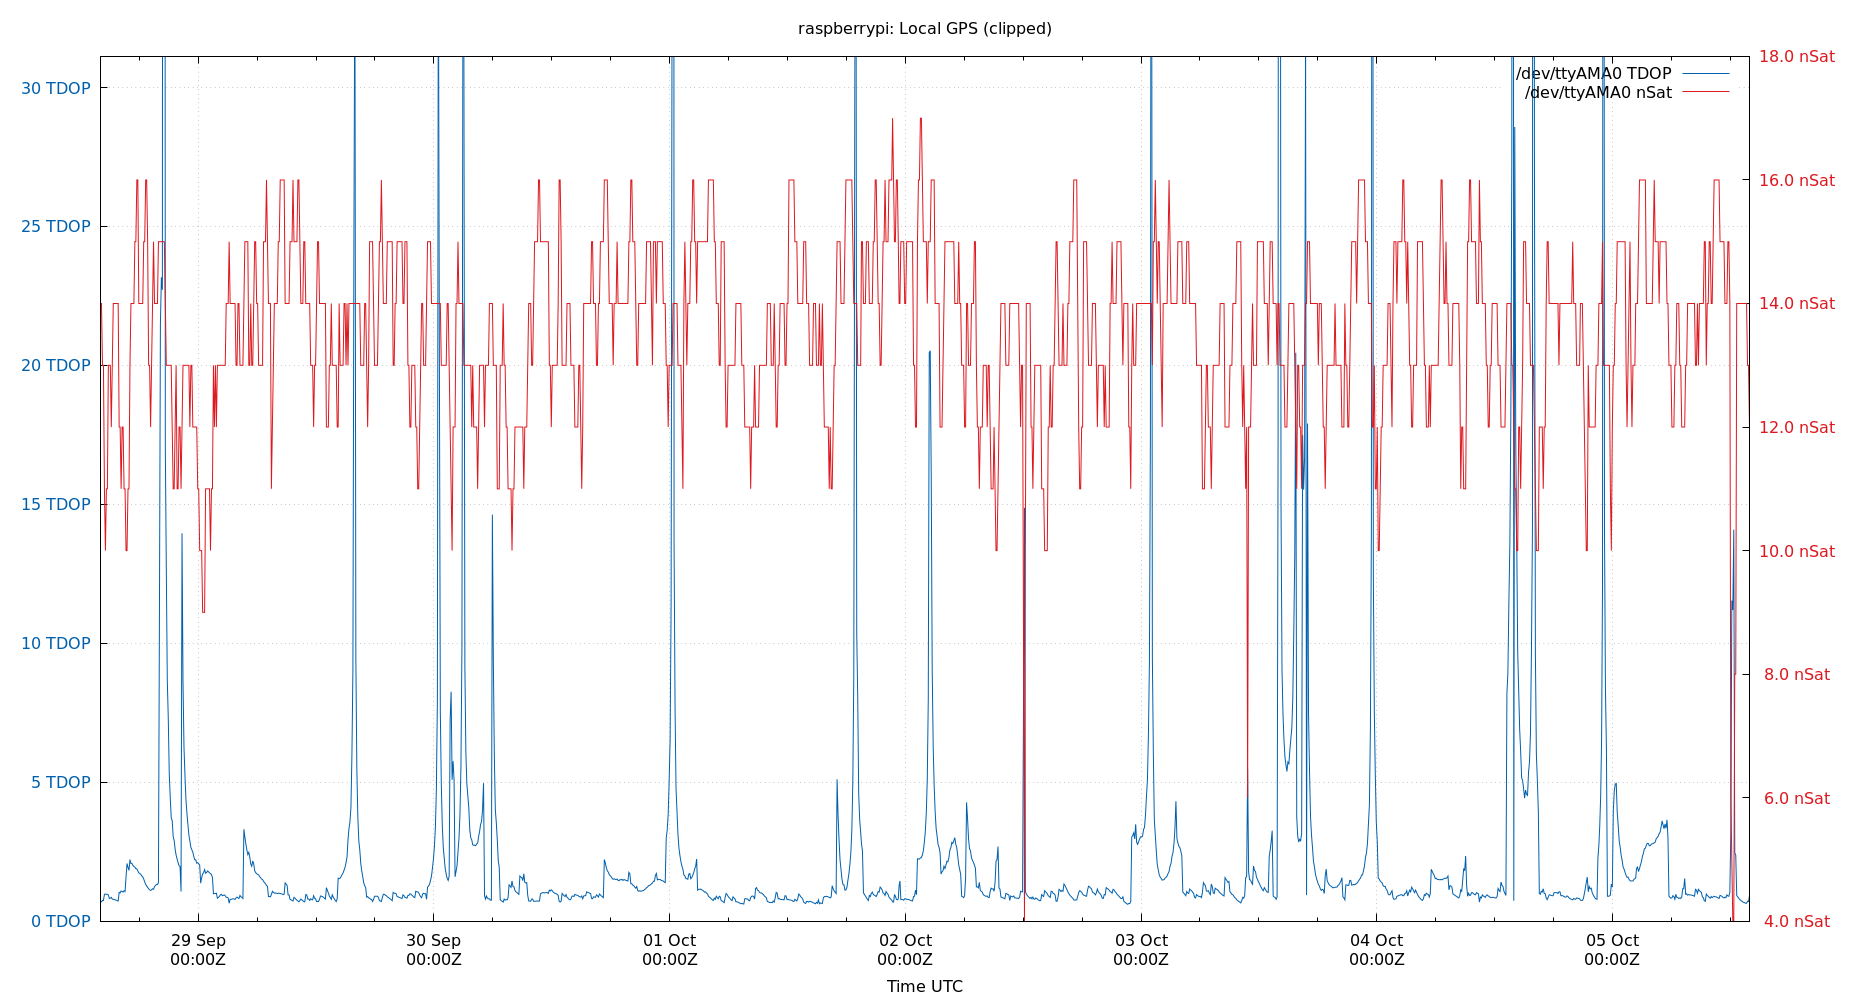 raspberrypi: Local GPS (clipped)
/dev/ttyAMA0 TDOP
/dev/ttyAMA0 nSat
30 TDOP
25 TDOP
20 TDOP
15 TDOP
10 TDOP
5 TDOP
0 TDOP
18.0 nSat
16.0 nSat
14.0 nSat
12.0 nSat
10.0 nSat
8.0 nSat
6.0 nSat
4.0 nSat
29 Sep
00:00Z
30 Sep
00:00Z
01 Oct
00:00Z
02 Oct
00:00Z
03 Oct
00:00Z
04 Oct
00:00Z
05 Oct
00:00Z
Time UTC